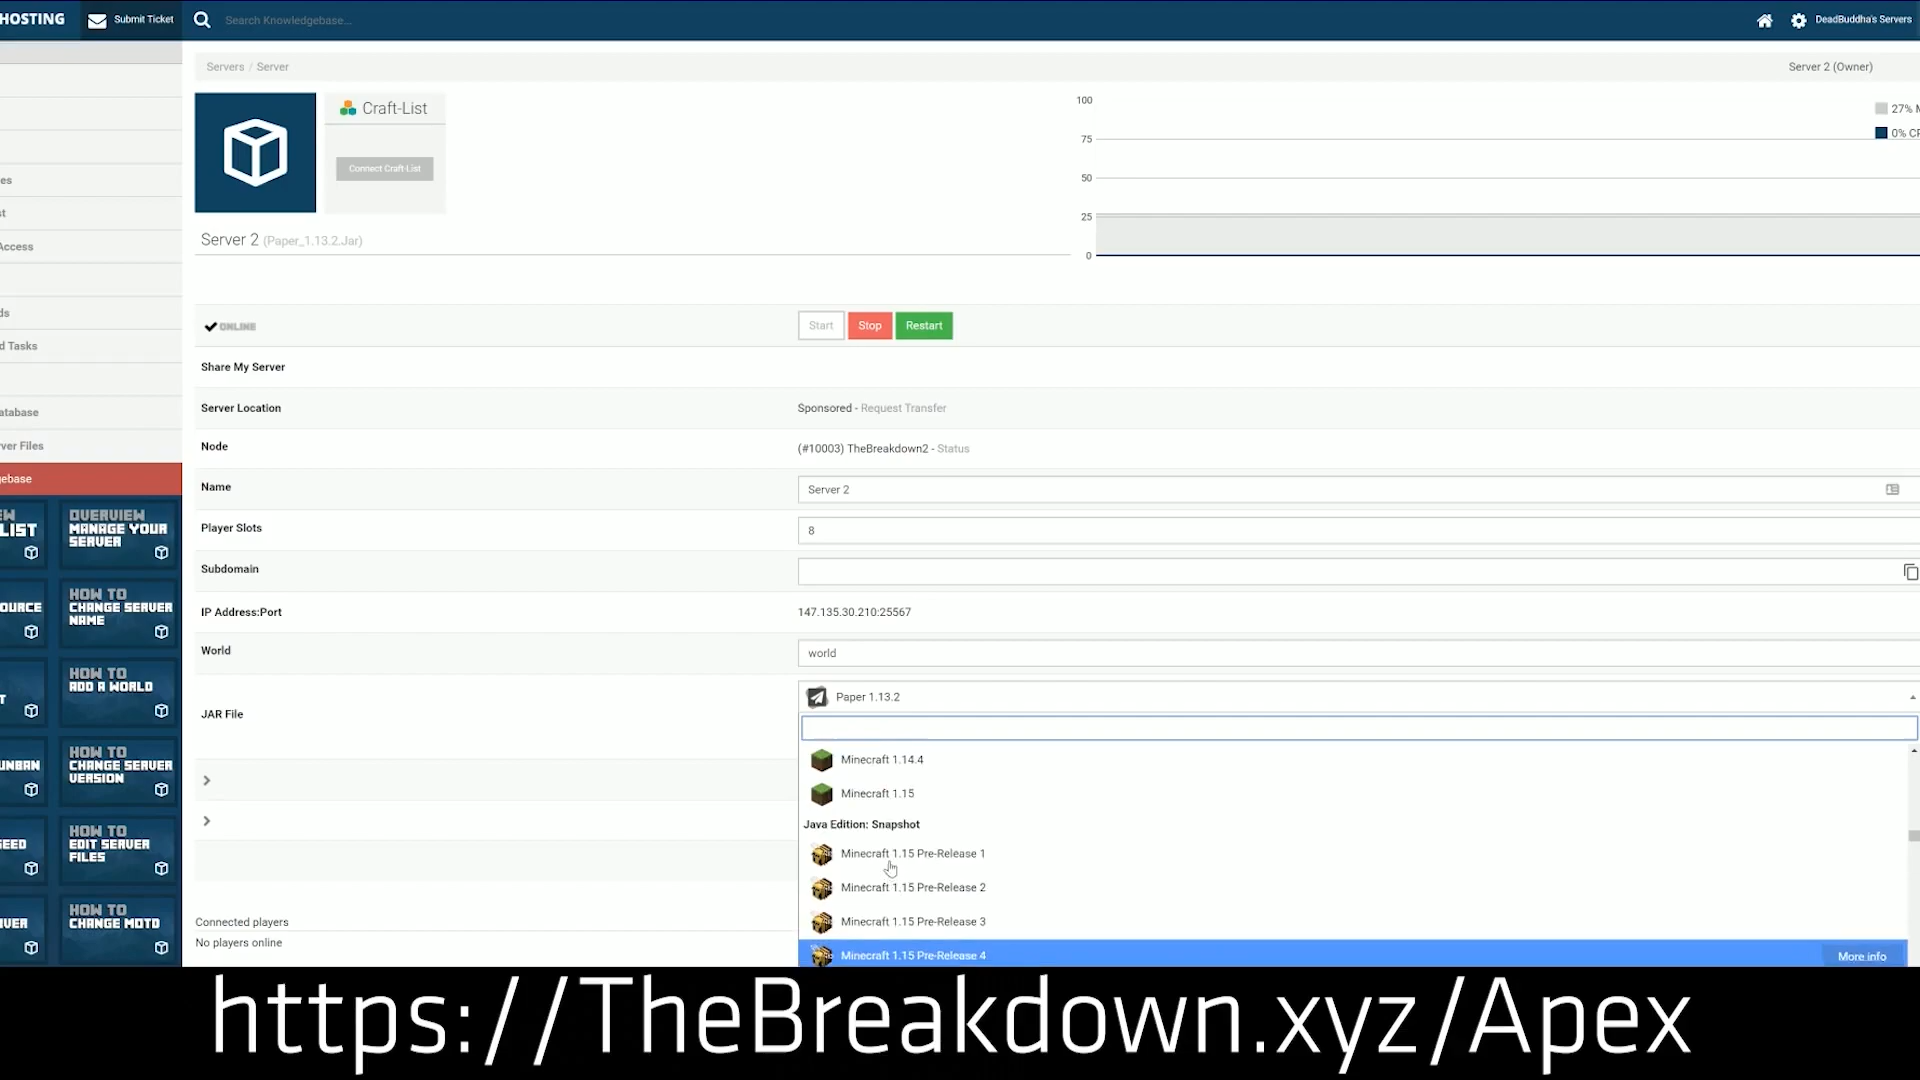 HOSTING
Submit Ticket
Search Knowledgebase...
DeadBuddha's Servers
Servers / Server
Server 2 (Owner)
Craft-List
Connect Craft-List
Server 2 (Paper_1.13.2.Jar)
100
75
50
25
0
27% M
0% CP
es
st
Access
ds
d Tasks
atabase
ver Files
gebase
LIST
OVERVIEW
MANAGE YOUR
SERVER
OURCE
HOW TO
CHANGE SERVER
NAME
T
HOW TO
ADD A WORLD
UNBAN
HOW TO
CHANGE SERVER
VERSION
SEED
HOW TO
EDIT SERVER
FILES
VER
HOW TO
CHANGE MOTD
ONLINE
Start
Stop
Restart
Share My Server
Server Location
Sponsored - Request Transfer
Node
(#10003) TheBreakdown2 - Status
Name
Server 2
Player Slots
8
Subdomain
IP Address:Port
147.135.30.210:25567
World
world
JAR File
Paper 1.13.2
Minecraft 1.14.4
Minecraft 1.15
Java Edition: Snapshot
Minecraft 1.15 Pre-Release 1
Minecraft 1.15 Pre-Release 2
Minecraft 1.15 Pre-Release 3
Minecraft 1.15 Pre-Release 4
More info
Connected players
No players online
https://TheBreakdown.xyz/Apex